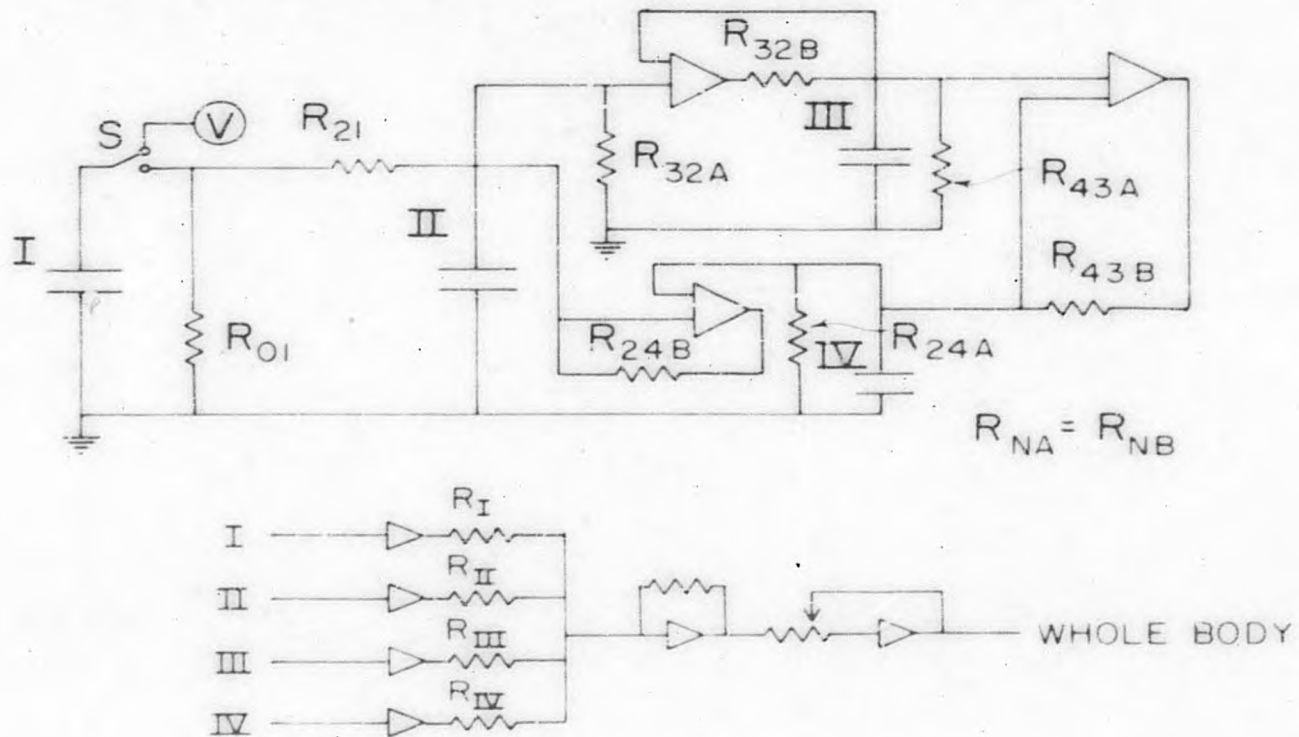 R32B
S
V
R21
III
R32A
R43A
I
II
R43B
R01
R24B
IV
R24A
RNA = RNB
I
RI
II
RII
III
RIII
IV
RIV
WHOLE BODY